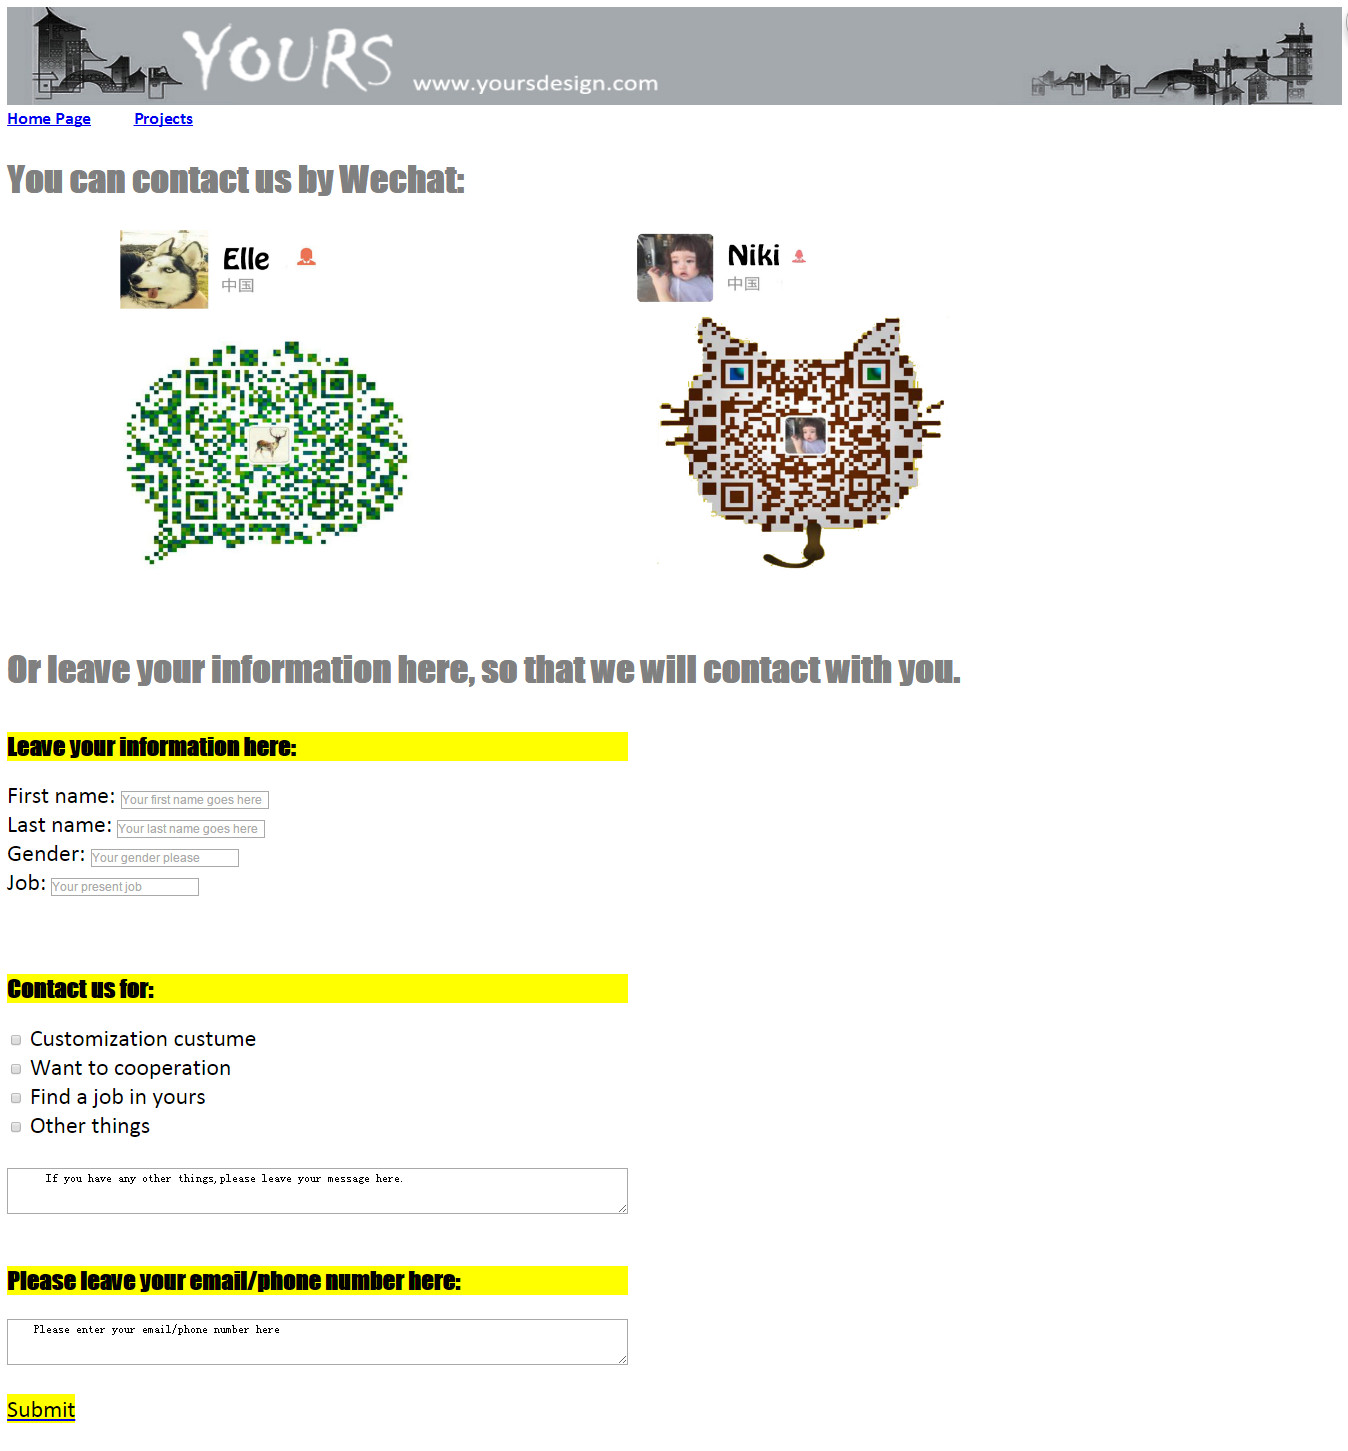 YOURS www.yoursdesign.com
Home Page Projects
You can contact us by Wechat:
Elle
中国
Niki
中国
Or leave your information here, so that we will contact with you.
Leave your information here:
First name: Your first name goes here
Last name: Your last name goes here
Gender: Your gender please
Job: Your present job
Contact us for:
Customization custume
Want to cooperation
Find a job in yours
Other things
If you have any other things,please leave your message here.
Please leave your email/phone number here:
Please enter your email/phone number here
Submit